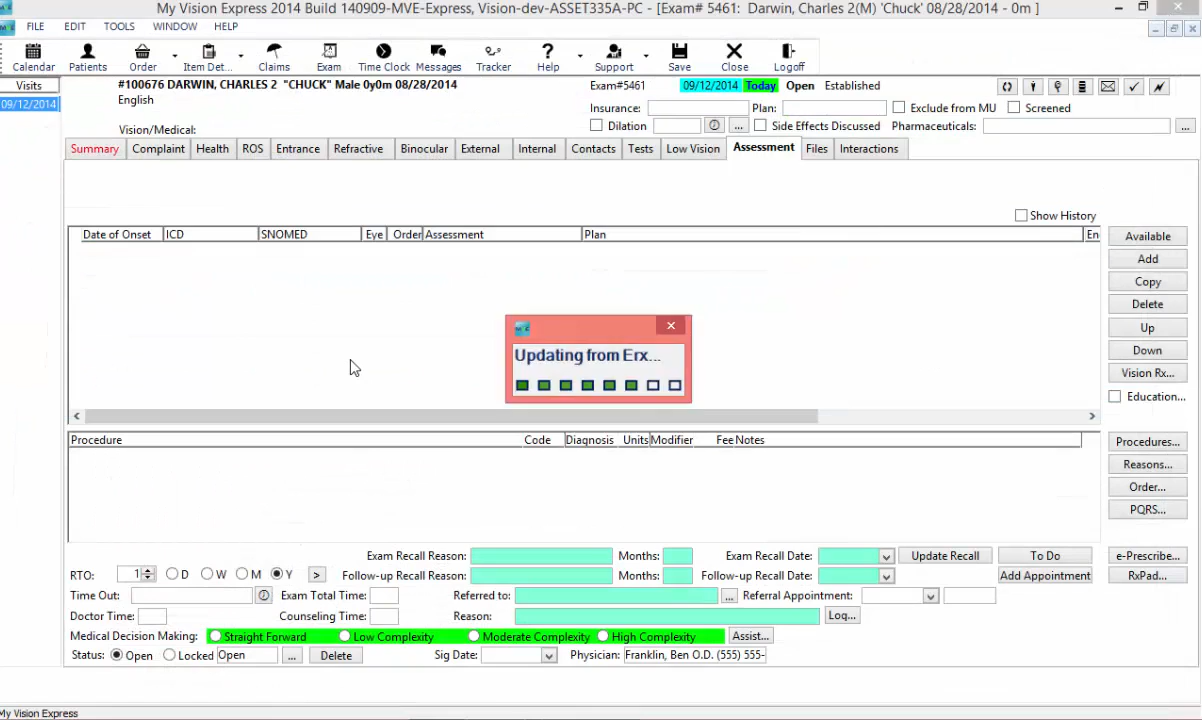 My Vision Express 2014 Build 140909-MVE-Express, Vision-dev-ASSET335A-PC - [Exam# 5461: Darwin, Charles 2(M) 'Chuck' 08/28/2014 - 0m ]
FILE EDIT TOOLS WINDOW HELP
Calendar Patients Order Item Det... Claims Exam Time Clock Messages Tracker Help Support Save Close Logoff
Visits
09/12/2014
#100676 DARWIN, CHARLES 2 "CHUCK" Male 0y0m 08/28/2014 Exam#5461 09/12/2014 Today Open Established
English
Insurance: Plan: Exclude from MU Screened
Vision/Medical: Dilation ... Side Effects Discussed Pharmaceuticals: ...
Summary Complaint Health ROS Entrance Refractive Binocular External Internal Contacts Tests Low Vision Assessment Files Interactions
Show History
Date of Onset ICD SNOMED Eye Order Assessment Plan En
Available
Add
Copy
Delete
Up
Down
Vision Rx...
Education...
Updating from Erx...
Procedure Code Diagnosis Units Modifier Fee Notes
Procedures...
Reasons...
Order...
PQRS...
Exam Recall Reason: Months: Exam Recall Date: Update Recall To Do e-Prescribe...
RTO: 1 D W M Y > Follow-up Recall Reason: Months: Follow-up Recall Date: Add Appointment RxPad...
Time Out: Exam Total Time: Referred to: ... Referral Appointment:
Doctor Time: Counseling Time: Reason: Log...
Medical Decision Making: Straight Forward Low Complexity Moderate Complexity High Complexity Assist...
Status: Open Locked Open ... Delete Sig Date: Physician: Franklin, Ben O.D. (555) 555-
My Vision Express